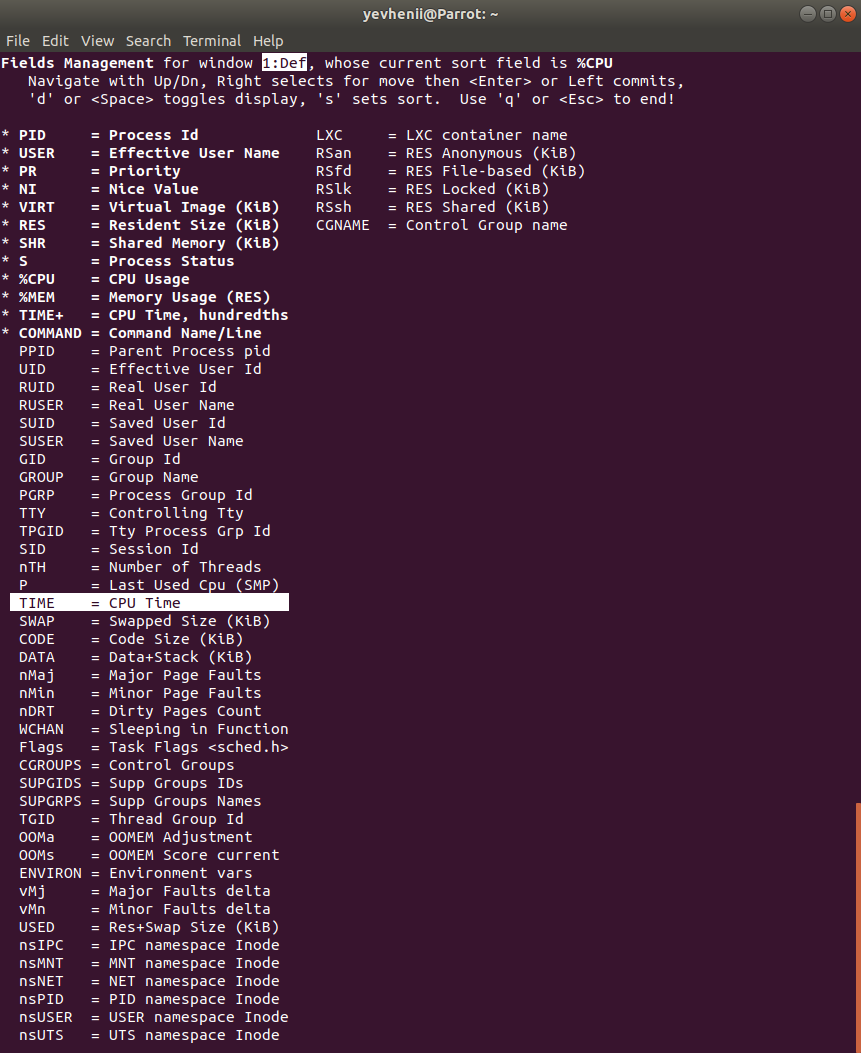 yevhenii@Parrot: ~
File Edit View Search Terminal Help
Fields Management for window 1:Def, whose current sort field is %CPU
   Navigate with Up/Dn, Right selects for move then <Enter> or Left commits,
   'd' or <Space> toggles display, 's' sets sort.  Use 'q' or <Esc> to end!
* PID     = Process Id             LXC     = LXC container name
* USER    = Effective User Name    RSan    = RES Anonymous (KiB)
* PR      = Priority               RSfd    = RES File-based (KiB)
* NI      = Nice Value             RSlk    = RES Locked (KiB)
* VIRT    = Virtual Image (KiB)    RSsh    = RES Shared (KiB)
* RES     = Resident Size (KiB)    CGNAME  = Control Group name
* SHR     = Shared Memory (KiB)
* S       = Process Status
* %CPU    = CPU Usage
* %MEM    = Memory Usage (RES)
* TIME+   = CPU Time, hundredths
* COMMAND = Command Name/Line
  PPID    = Parent Process pid
  UID     = Effective User Id
  RUID    = Real User Id
  RUSER   = Real User Name
  SUID    = Saved User Id
  SUSER   = Saved User Name
  GID     = Group Id
  GROUP   = Group Name
  PGRP    = Process Group Id
  TTY     = Controlling Tty
  TPGID   = Tty Process Grp Id
  SID     = Session Id
  nTH     = Number of Threads
  P       = Last Used Cpu (SMP)
  TIME    = CPU Time
  SWAP    = Swapped Size (KiB)
  CODE    = Code Size (KiB)
  DATA    = Data+Stack (KiB)
  nMaj    = Major Page Faults
  nMin    = Minor Page Faults
  nDRT    = Dirty Pages Count
  WCHAN   = Sleeping in Function
  Flags   = Task Flags <sched.h>
  CGROUPS = Control Groups
  SUPGIDS = Supp Groups IDs
  SUPGRPS = Supp Groups Names
  TGID    = Thread Group Id
  OOMa    = OOMEM Adjustment
  OOMs    = OOMEM Score current
  ENVIRON = Environment vars
  vMj     = Major Faults delta
  vMn     = Minor Faults delta
  USED    = Res+Swap Size (KiB)
  nsIPC   = IPC namespace Inode
  nsMNT   = MNT namespace Inode
  nsNET   = NET namespace Inode
  nsPID   = PID namespace Inode
  nsUSER  = USER namespace Inode
  nsUTS   = UTS namespace Inode